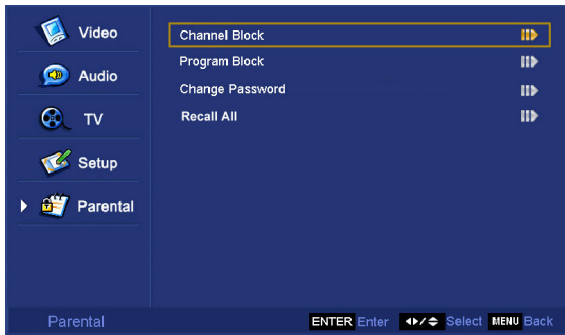 Video
Audio
TV
Setup
Parental
Channel Block
Program Block
Change Password
Recall All
Parental
ENTER Enter Select MENU Back